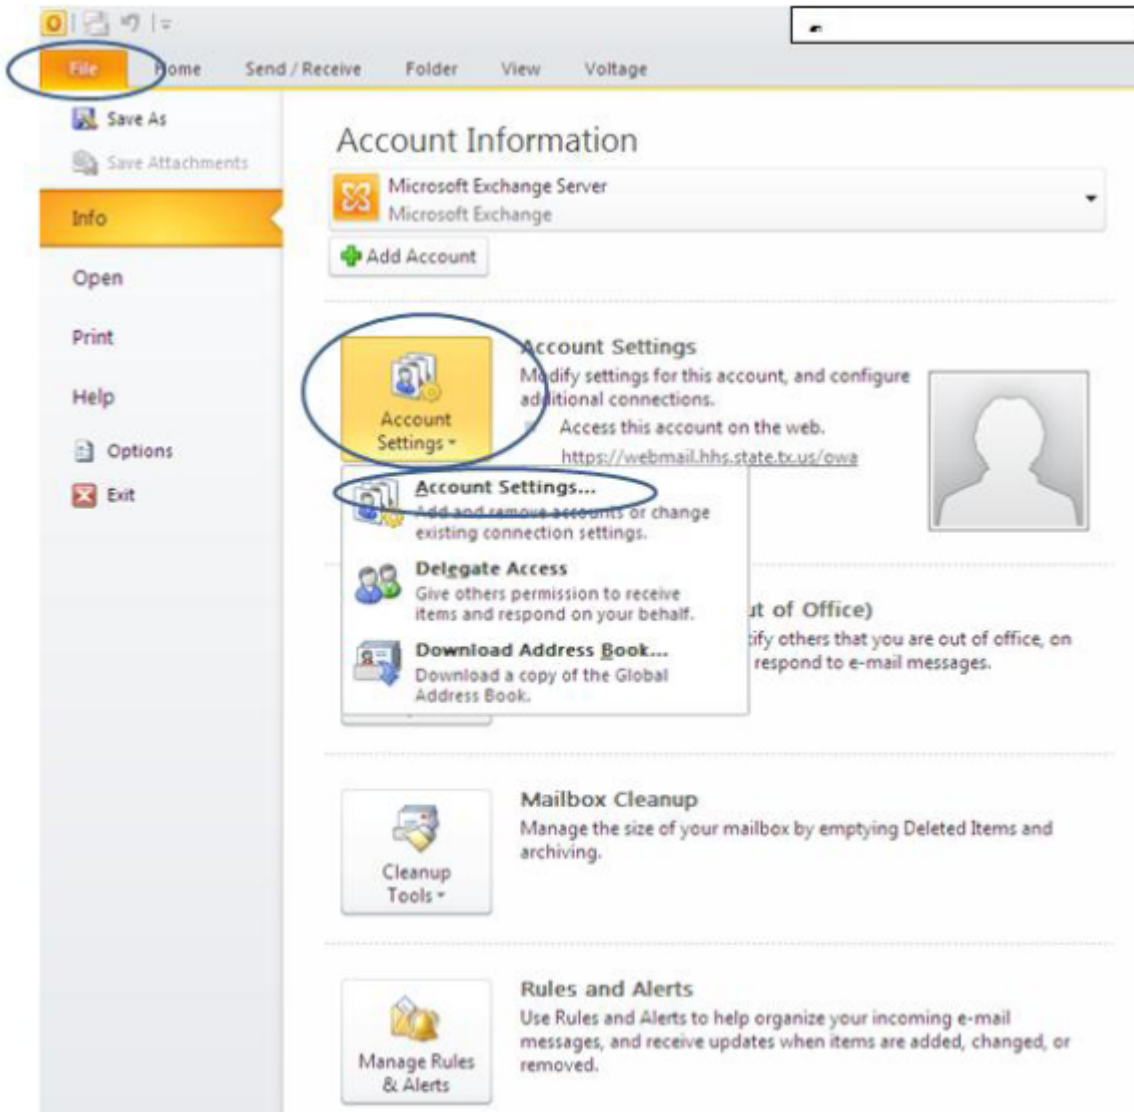 File Home Send / Receive Folder View Voltage
Save As
Save Attachments
Info
Open
Print
Help
Options
Exit
Account Information
Microsoft Exchange Server
Microsoft Exchange
Add Account
Account
Settings
Account Settings
Modify settings for this account, and configure
additional connections.
Access this account on the web.
https://webmail.hhs.state.tx.us/owa
Account Settings...
Add and remove accounts or change
existing connection settings.
Delegate Access
Give others permission to receive
items and respond on your behalf.
Download Address Book...
Download a copy of the Global
Address Book.
of Office)
others that you are out of office, on
respond to e-mail messages.
Cleanup
Tools
Mailbox Cleanup
Manage the size of your mailbox by emptying Deleted Items and
archiving.
Manage Rules
& Alerts
Rules and Alerts
Use Rules and Alerts to help organize your incoming e-mail
messages, and receive updates when items are added, changed, or
removed.